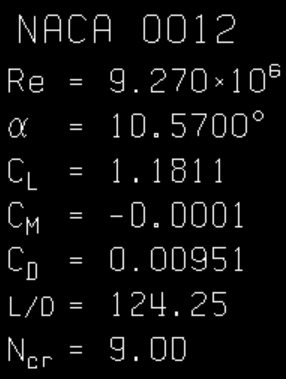 NACA 0012
Re = 9.270×10⁶
α = 10.5700°
C_L = 1.1811
C_M = -0.0001
C_D = 0.00951
L/D = 124.25
N_cr = 9.00